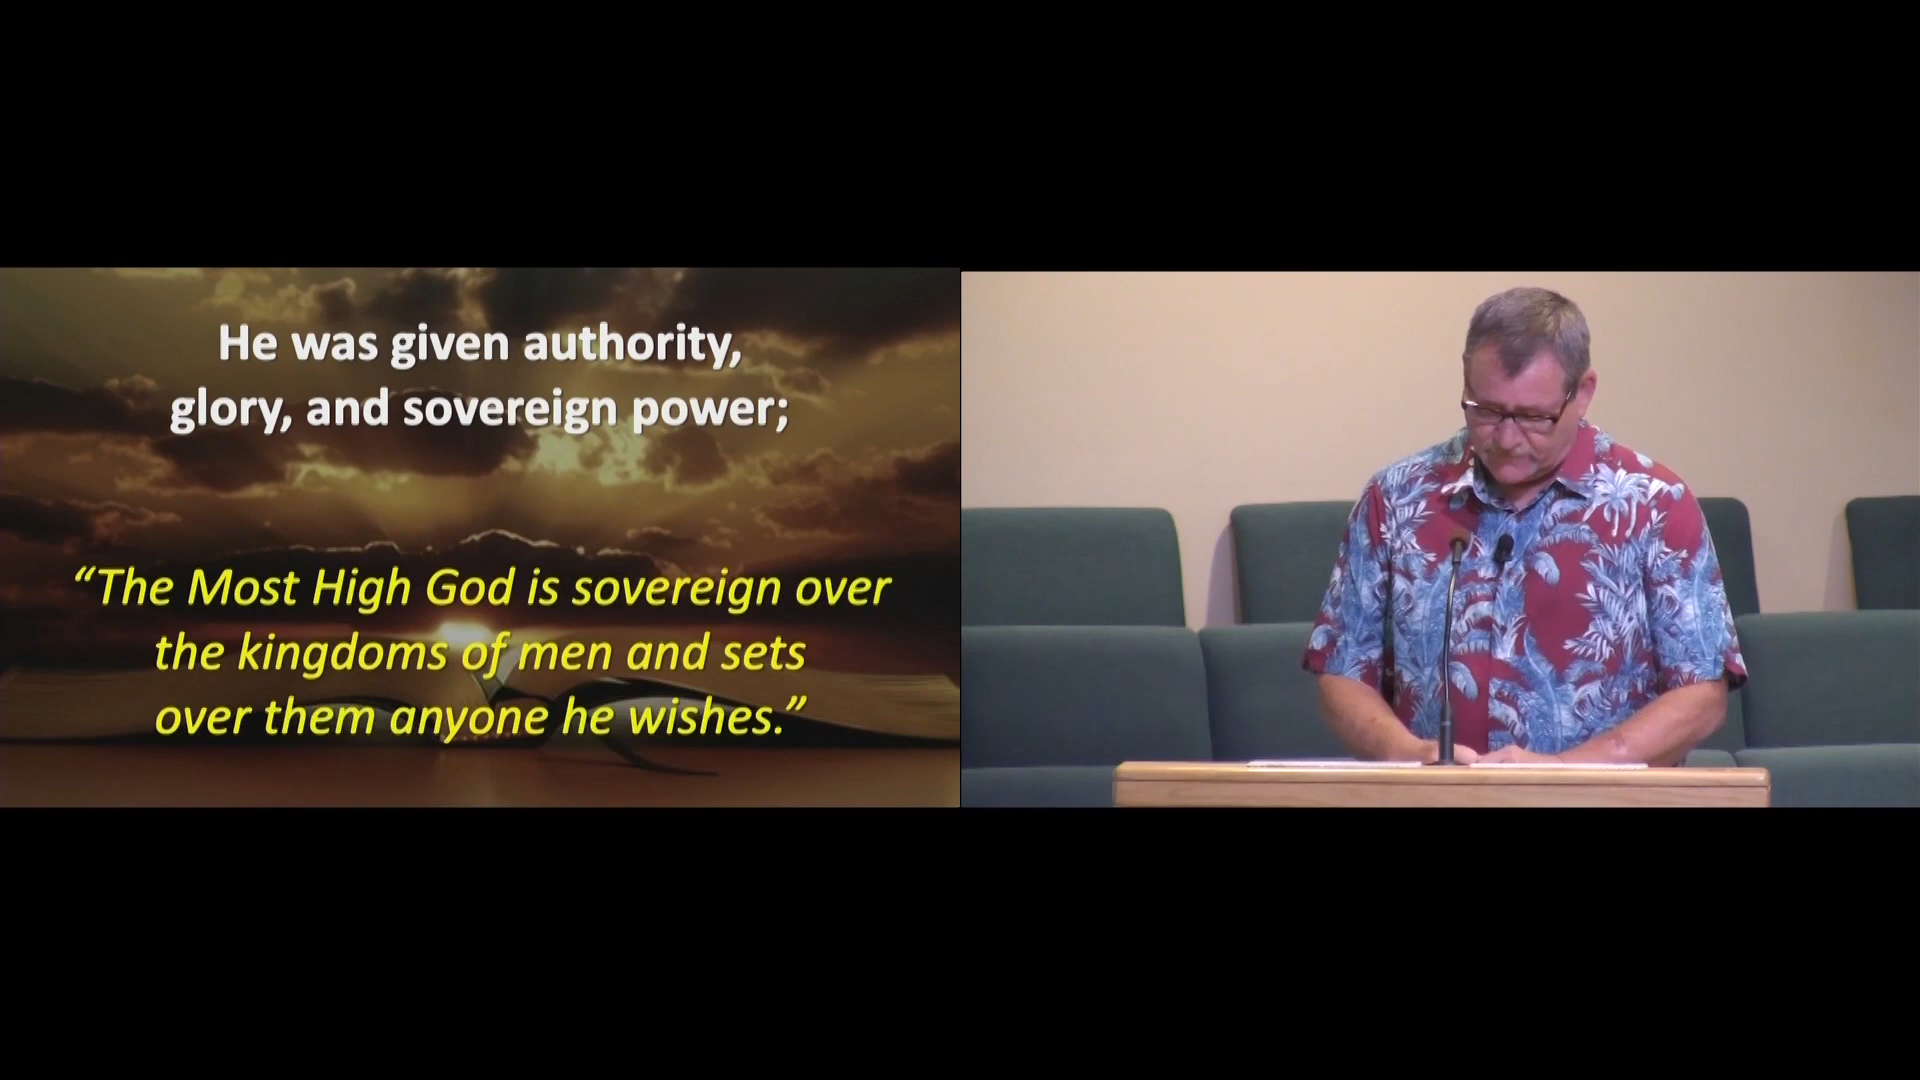 He was given authority,
glory, and sovereign power;
“The Most High God is sovereign over
the kingdoms of men and sets
over them anyone he wishes.”